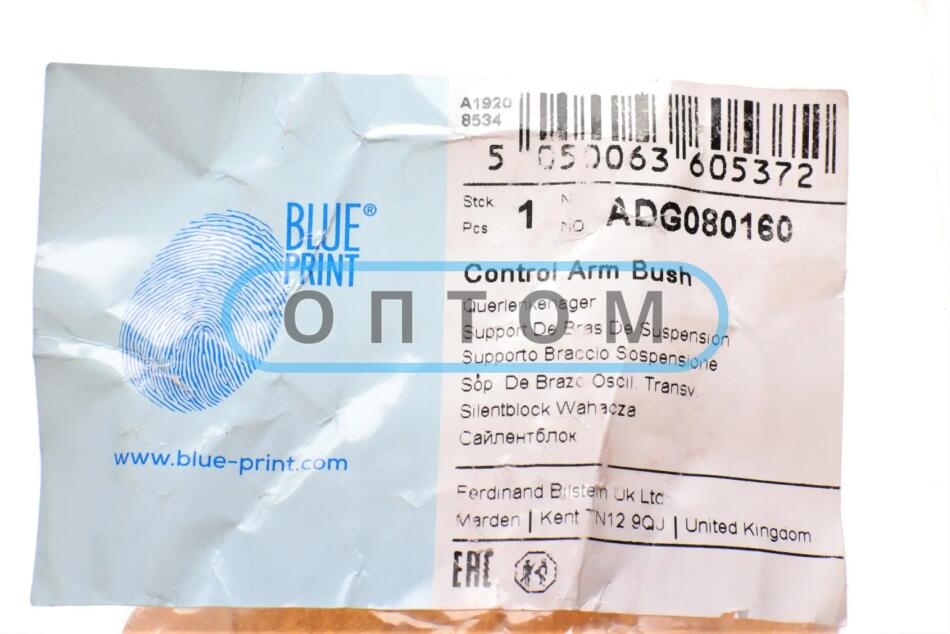 A1920
8534
5 050063 605372
Stck.
Pcs
1
N
NO
ADG080160
BLUE®
PRINT
Control Arm Bush
Querlenkerlager
Support De Bras De Suspension
Supporto Braccio Sospensione
Sop. De Brazo Oscil. Transv.
Silentblock Wahacza
Сайлентблок
ОПТОМ
www.blue-print.com
Ferdinand Bilstein Uk Ltd.
Marden | Kent TN12 9QJ | United Kingdom
EAC